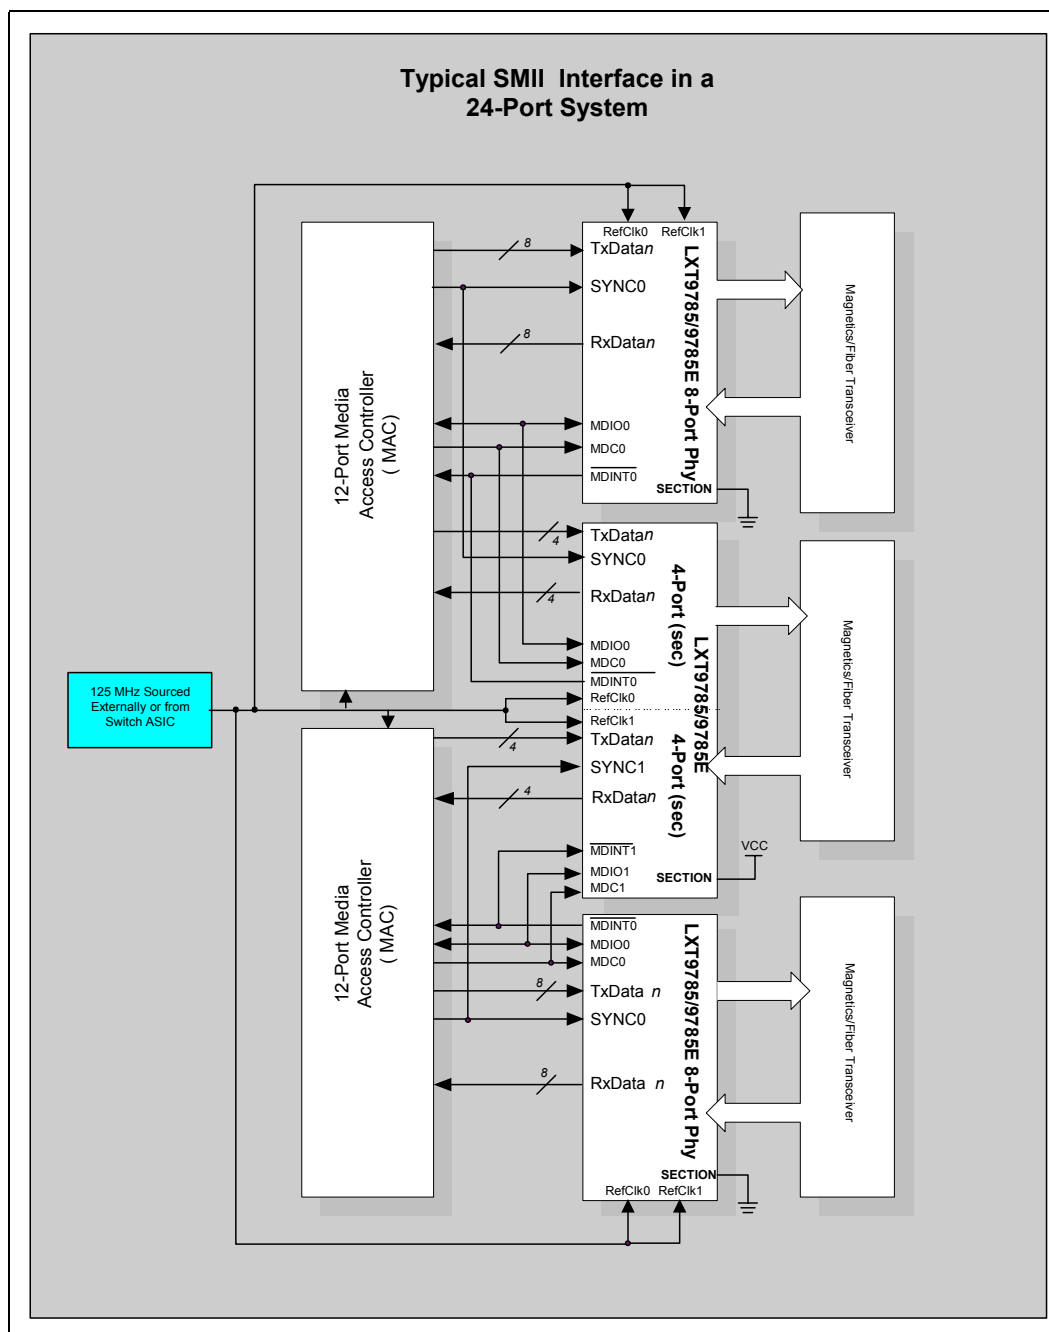 Typical SMII Interface in a
24-Port System
RefClk0
RefClk1
TxDatan
8
SYNC0
RxDatan
8
MDIO0
MDC0
MDINT0
SECTION
LXT9785/9785E 8-Port Phy
Magnetics/Fiber Transceiver
12-Port Media
Access Controller
( MAC)
TxDatan
4
SYNC0
RxDatan
4
MDIO0
MDC0
MDINT0
RefClk0
4-Port (sec)
LXT9785/9785E
Magnetics/Fiber Transceiver
125 MHz Sourced
Externally or from
Switch ASIC
RefClk1
TxDatan
4
SYNC1
RxDatan
4
4-Port (sec)
MDINT1
MDIO1
MDC1
SECTION
VCC
12-Port Media
Access Controller
( MAC)
MDINT0
MDIO0
MDC0
TxData n
8
SYNC0
RxData n
8
LXT9785/9785E 8-Port Phy
Magnetics/Fiber Transceiver
SECTION
RefClk0
RefClk1